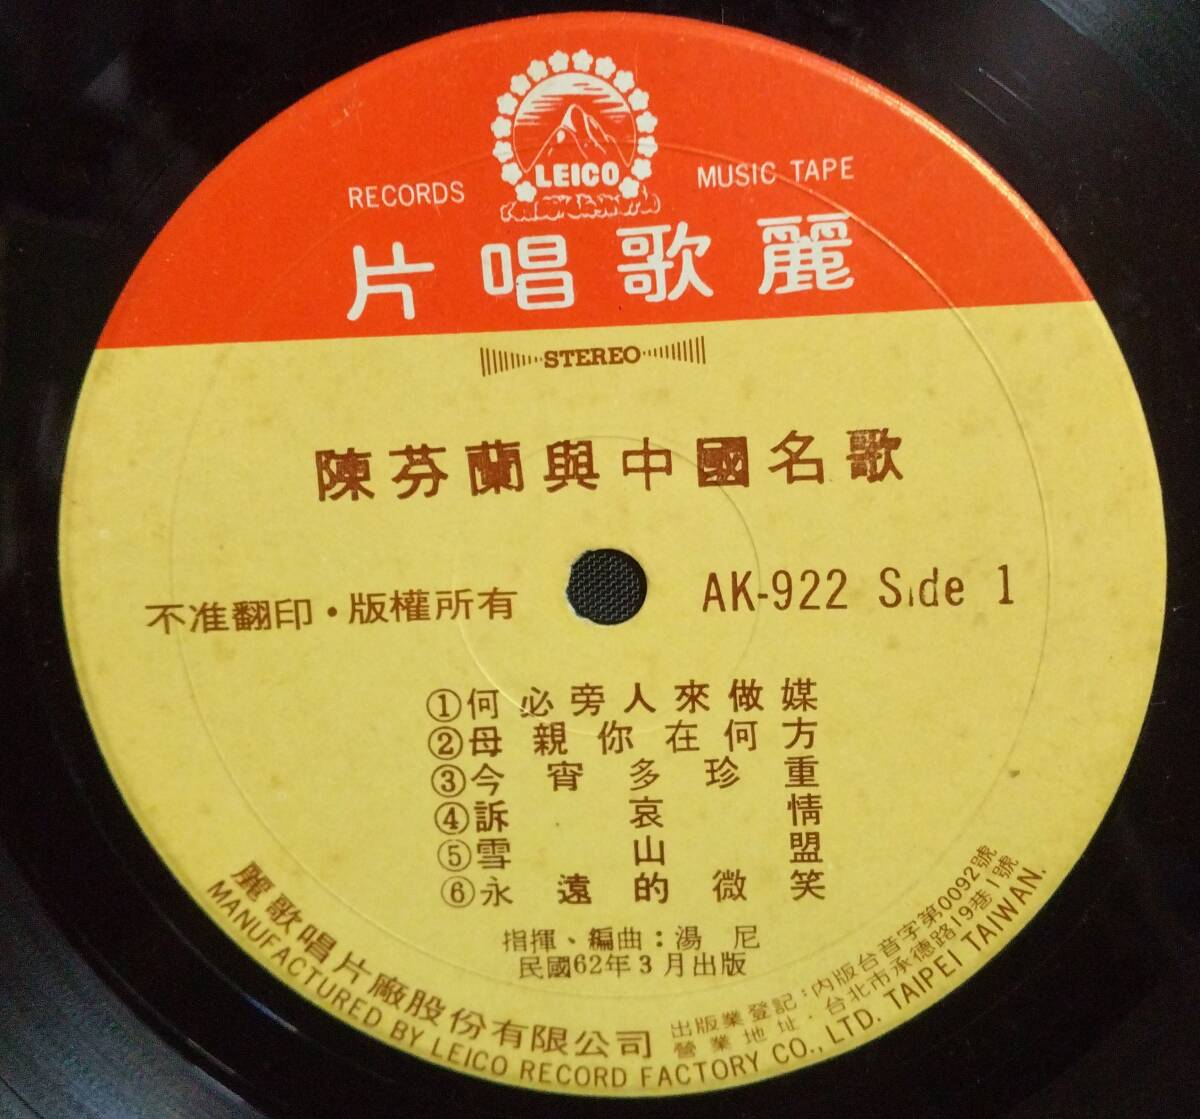 LEICO
RECORDS
MUSIC TAPE
片唱歌麗
STEREO
陳芬蘭與中國名歌
不准翻印·版權所有
AK-922 Side 1
①何必旁人來做媒
②母親你在何方
③今宵多珍重
④訴哀情
⑤雪山盟
⑥永遠的微笑
指揮、編曲：湯尼
民國62年3月出版
麗歌唱片廠股份有限公司
出版業登記：內版台音字第0092號
營業地址：台北市承德路19巷1號
MANUFACTURED BY LEICO RECORD FACTORY CO., LTD. TAIPEI TAIWAN.